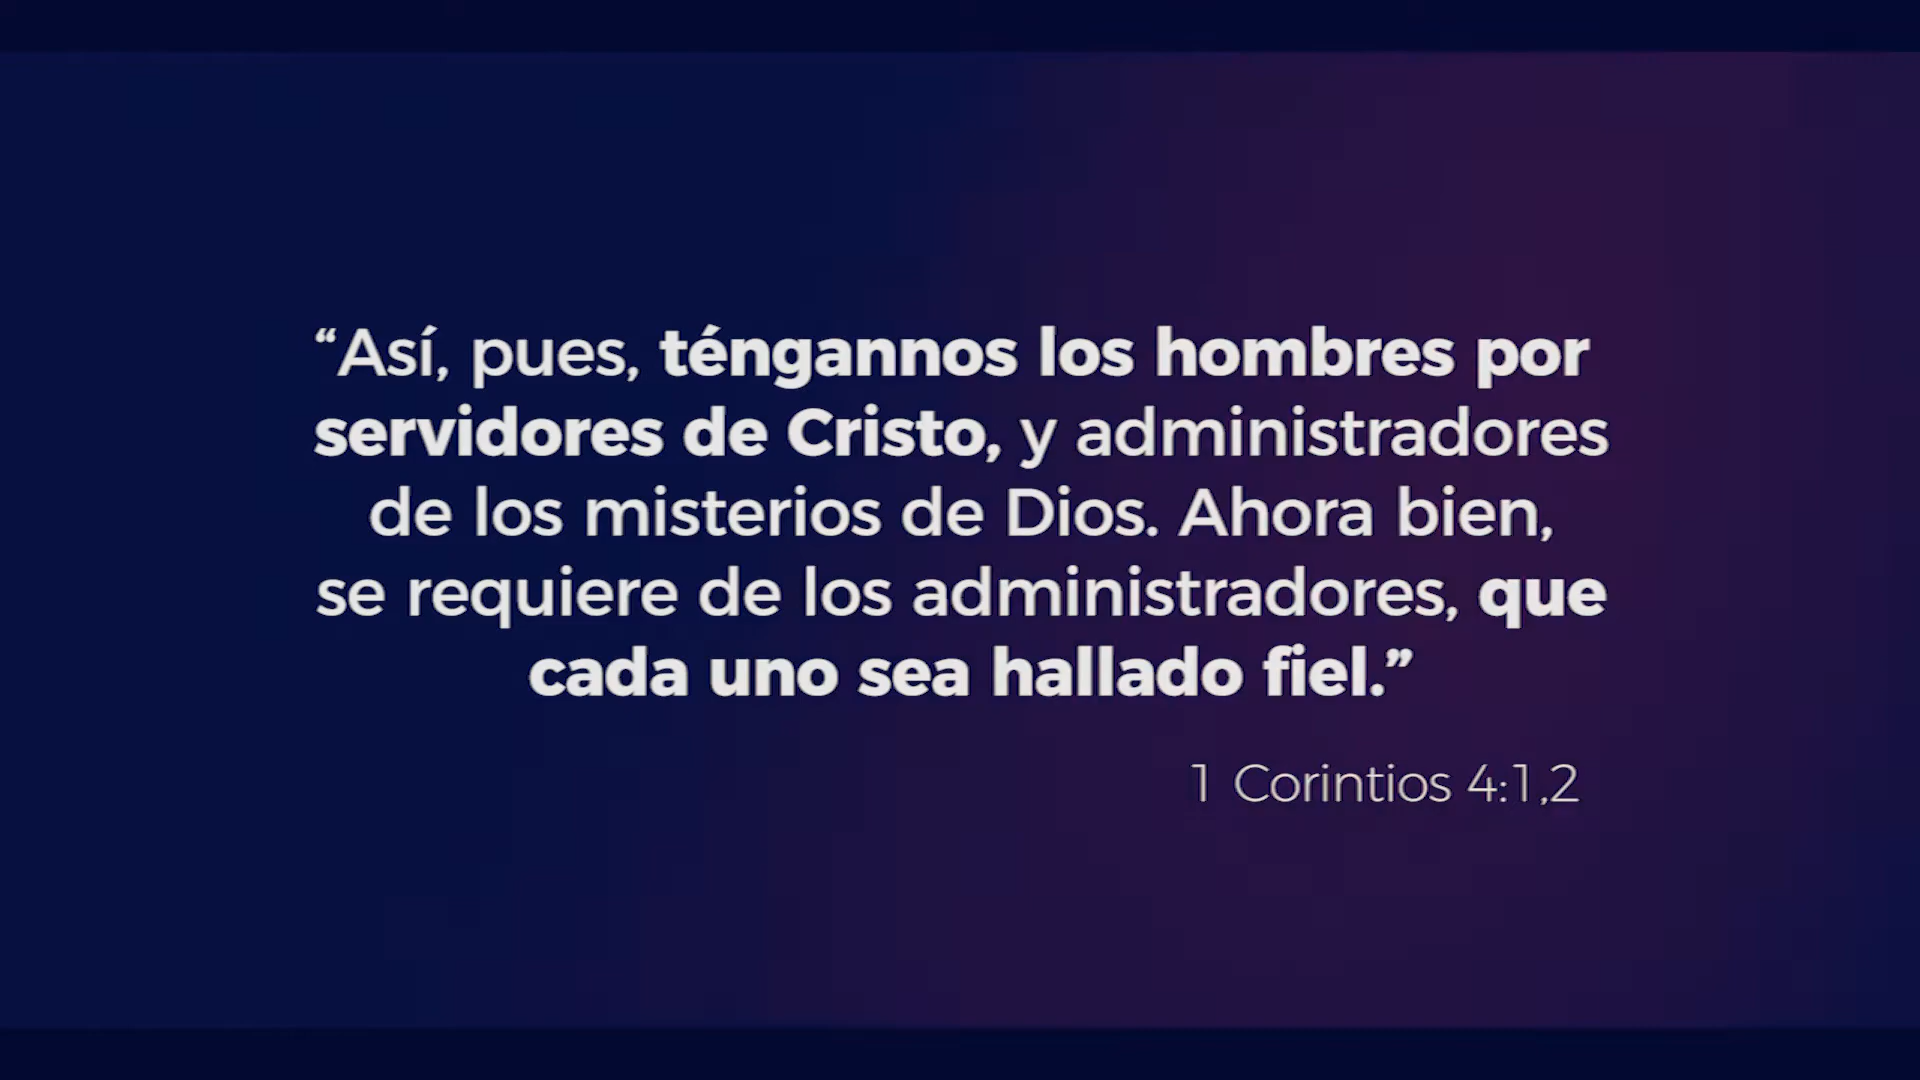 “Así, pues, téngannos los hombres por
servidores de Cristo, y administradores
de los misterios de Dios. Ahora bien,
se requiere de los administradores, que
cada uno sea hallado fiel.”
1 Corintios 4:1,2